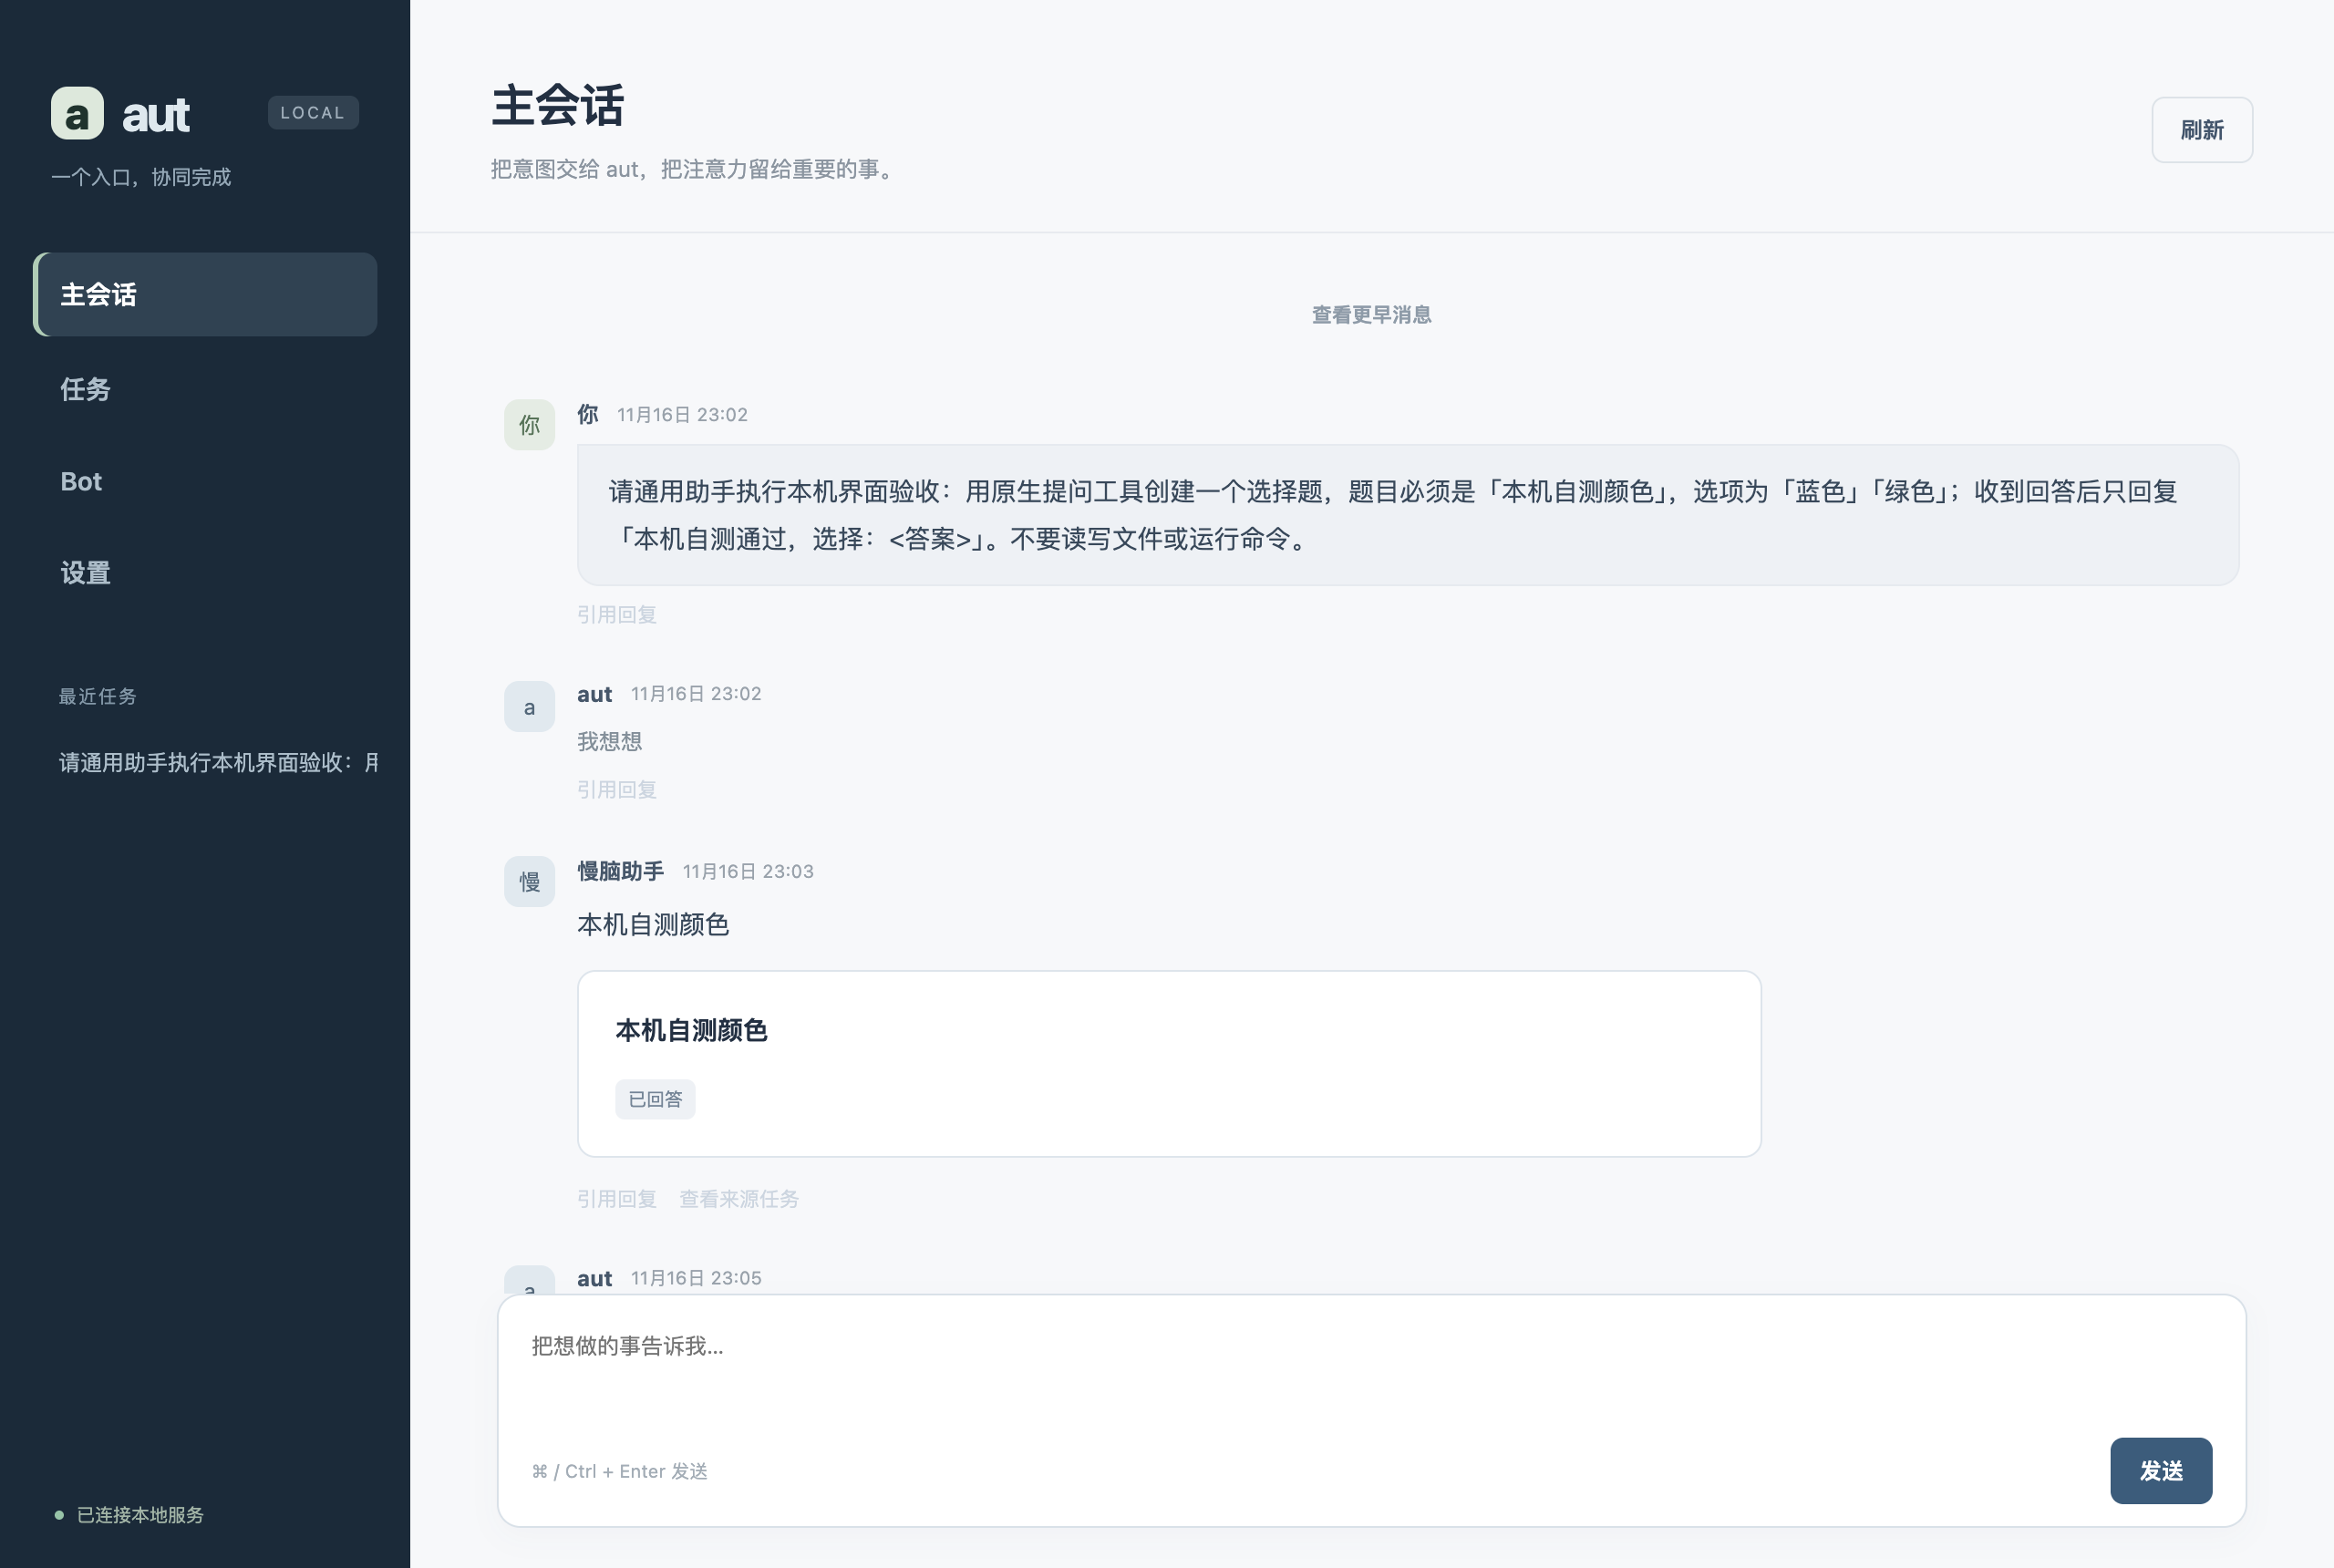 a aut LOCAL
一个入口，协同完成
主会话
任务
Bot
设置
最近任务
请通用助手执行本机界面验收：用
已连接本地服务
主会话
把意图交给 aut，把注意力留给重要的事。
刷新
查看更早消息
你 你 11月16日 23:02
请通用助手执行本机界面验收：用原生提问工具创建一个选择题，题目必须是「本机自测颜色」，选项为「蓝色」「绿色」；收到回答后只回复
「本机自测通过，选择：<答案>」。不要读写文件或运行命令。
引用回复
a aut 11月16日 23:02
我想想
引用回复
慢 慢脑助手 11月16日 23:03
本机自测颜色
本机自测颜色
已回答
引用回复 查看来源任务
a aut 11月16日 23:05
把想做的事告诉我...
⌘ / Ctrl + Enter 发送
发送